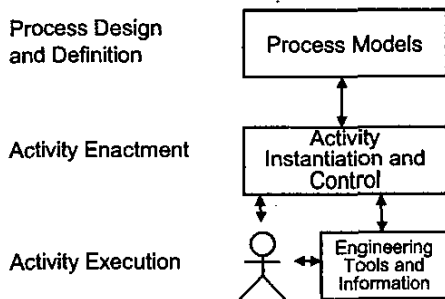 Process Design
and Definition
Process Models
Activity Enactment
Activity
Instantiation and
Control
Activity Execution
Engineering
Tools and
Information